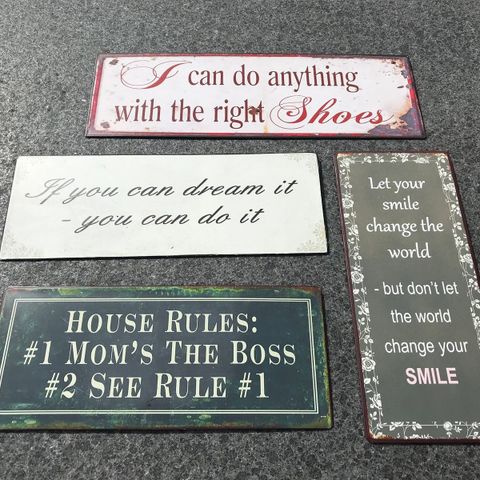 I can do anything
with the right Shoes
If you can dream it
- you can do it
Let your
smile
change the
world
- but don't let
the world
change your
SMILE
HOUSE RULES:
#1 MOM'S THE BOSS
#2 SEE RULE #1